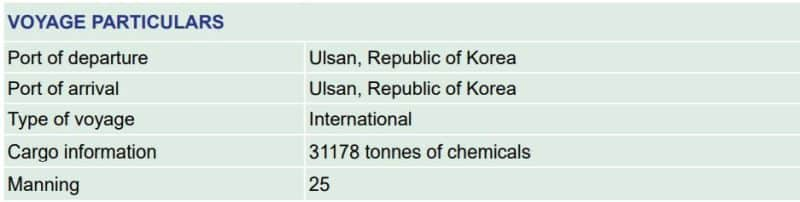 VOYAGE PARTICULARS
Port of departure Ulsan, Republic of Korea
Port of arrival Ulsan, Republic of Korea
Type of voyage International
Cargo information 31178 tonnes of chemicals
Manning 25